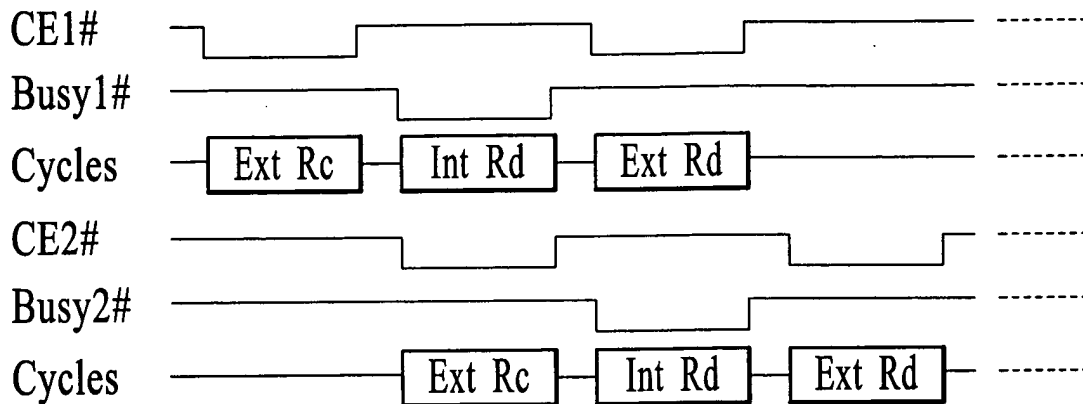 CE1#
Busy1#
Cycles Ext Rc Int Rd Ext Rd
CE2#
Busy2#
Cycles Ext Rc Int Rd Ext Rd